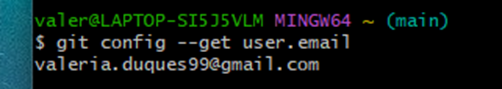 valer@LAPTOP-SI5J5VLM MINGW64 ~ (main)
$ git config --get user.email
valeria.duques99@gmail.com